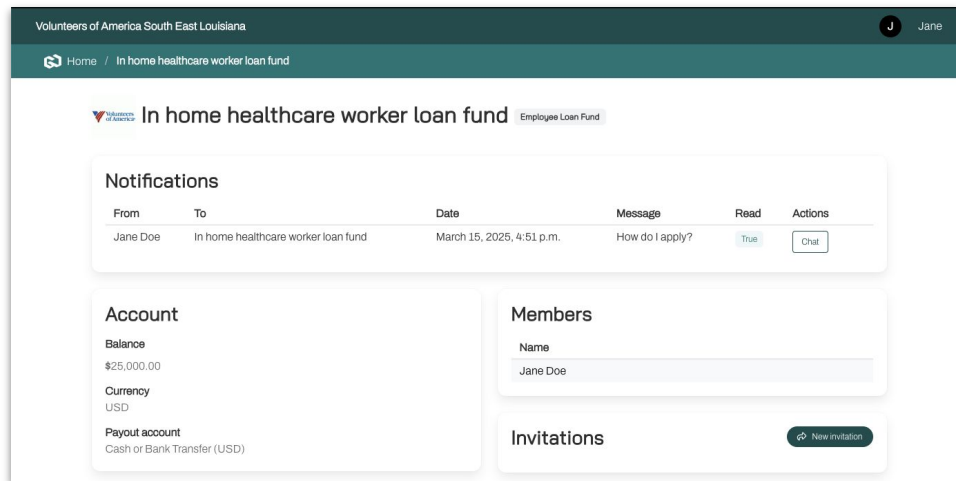 Volunteers of America South East Louisiana
J Jane
Home / In home healthcare worker loan fund
Volunteers of America In home healthcare worker loan fund Employee Loan Fund
Notifications
From To Date Message Read Actions
Jane Doe In home healthcare worker loan fund March 15, 2025, 4:51 p.m. How do I apply? True Chat
Account
Balance
$25,000.00
Currency
USD
Payout account
Cash or Bank Transfer (USD)
Members
Name
Jane Doe
Invitations
New invitation